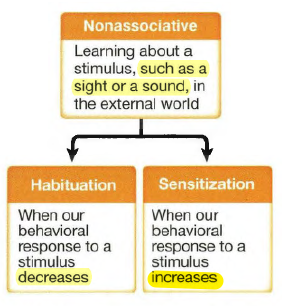 Nonassociative
Learning about a
stimulus, such as a
sight or a sound, in
the external world
Habituation
When our
behavioral
response to a
stimulus
decreases
Sensitization
When our
behavioral
response to a
stimulus
increases